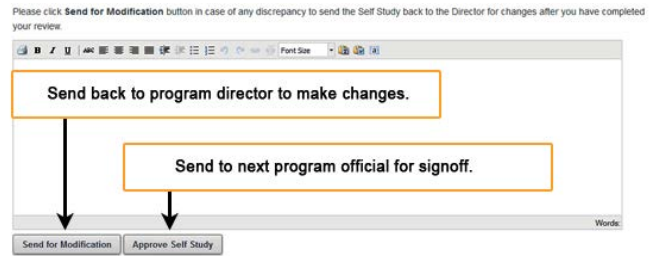 Please click Send for Modification button in case of any discrepancy to send the Self Study back to the Director for changes after you have completed
your review.
B I U ABC Font Size
Send back to program director to make changes.
Send to next program official for signoff.
Words:
Send for Modification Approve Self Study